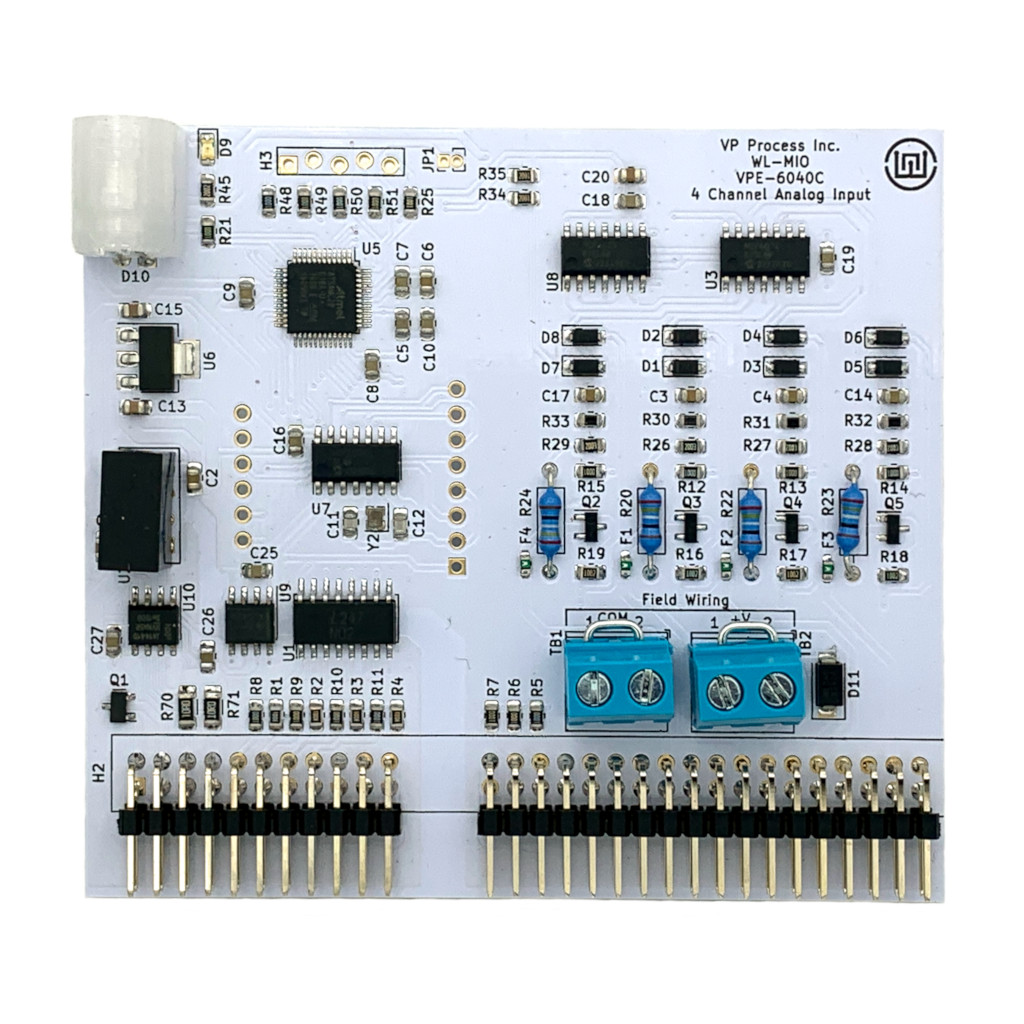 VP Process Inc.
WL-MIO
VPE-6040C
4 Channel Analog Input
D9
H3
JP1
R45
R48
R49
R50
R51
R25
R35
R34
C20
C18
R21
D10
U5
C7
C6
C9
C5
C10
C8
U8
U3
C19
C15
U6
C13
D8
D2
D4
D6
D7
D1
D3
D5
C17
C3
C4
C14
R33
R30
R31
R32
R29
R26
R27
R28
C16
C2
U7
C11
Y2
C12
R15
R12
R13
R14
R24
R20
R22
R23
Q2
Q3
Q4
Q5
F4
F1
F2
F3
R19
R16
R17
R18
1002
1002
1002
1002
Atmel
C25
U10
U9
C27
C26
U1
Field Wiring
1 COM 2
1 +V 2
TB1
TB2
D11
Q1
R70
R71
R8
R1
R9
R2
R10
R3
R11
R4
R7
R6
R5
H2